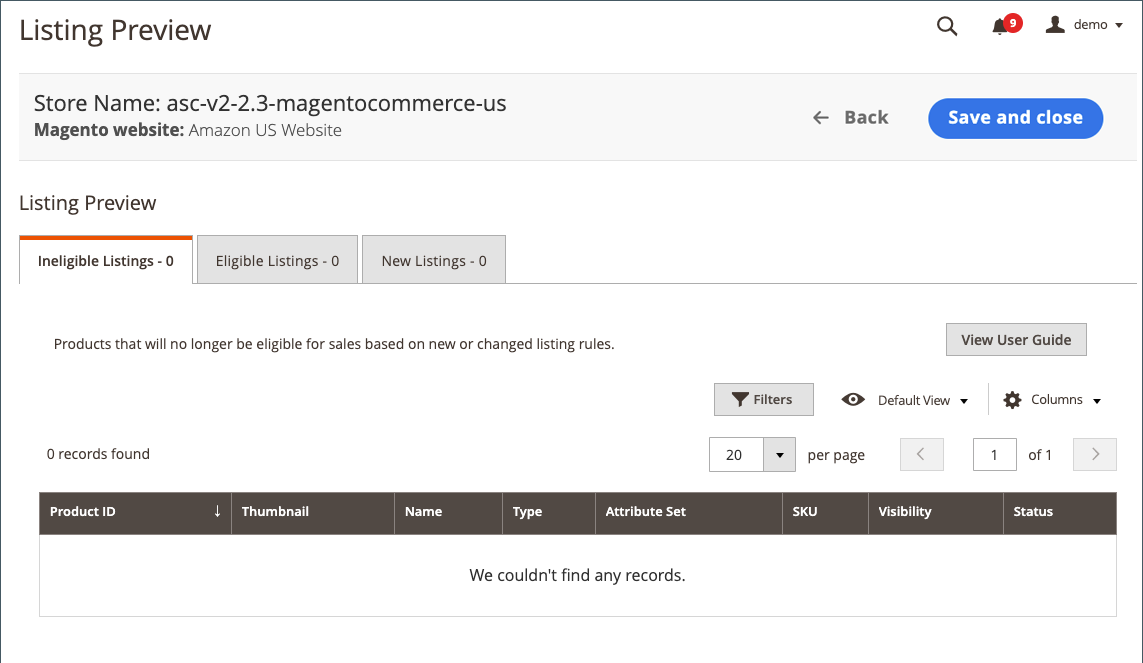 Listing Preview
9
demo
Store Name: asc-v2-2.3-magentocommerce-us
Magento website: Amazon US Website
Back
Save and close
Listing Preview
Ineligible Listings - 0
Eligible Listings - 0
New Listings - 0
Products that will no longer be eligible for sales based on new or changed listing rules.
View User Guide
Filters
Default View
Columns
0 records found
20
per page
1
of 1
Product ID
Thumbnail
Name
Type
Attribute Set
SKU
Visibility
Status
We couldn't find any records.